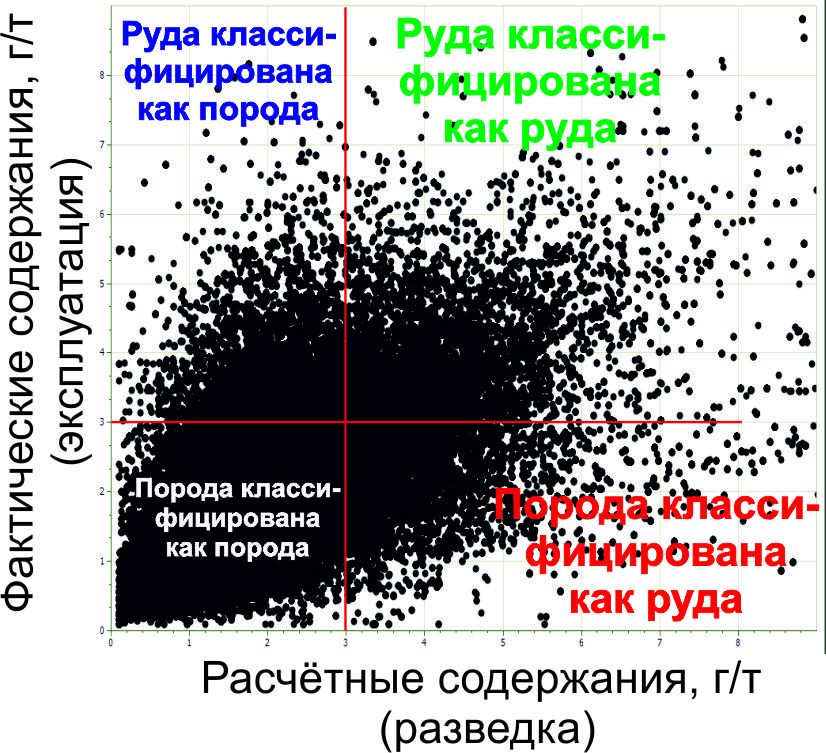 Руда класси-
фицирована
как порода
Руда класси-
фицирована
как руда
Порода класси-
фицирована
как порода
Порода класси-
фицирована
как руда
Фактические содержания, г/т
(эксплуатация)
8
7
6
5
4
3
2
1
0
0 1 2 3 4 5 6 7 8
Расчётные содержания, г/т
(разведка)